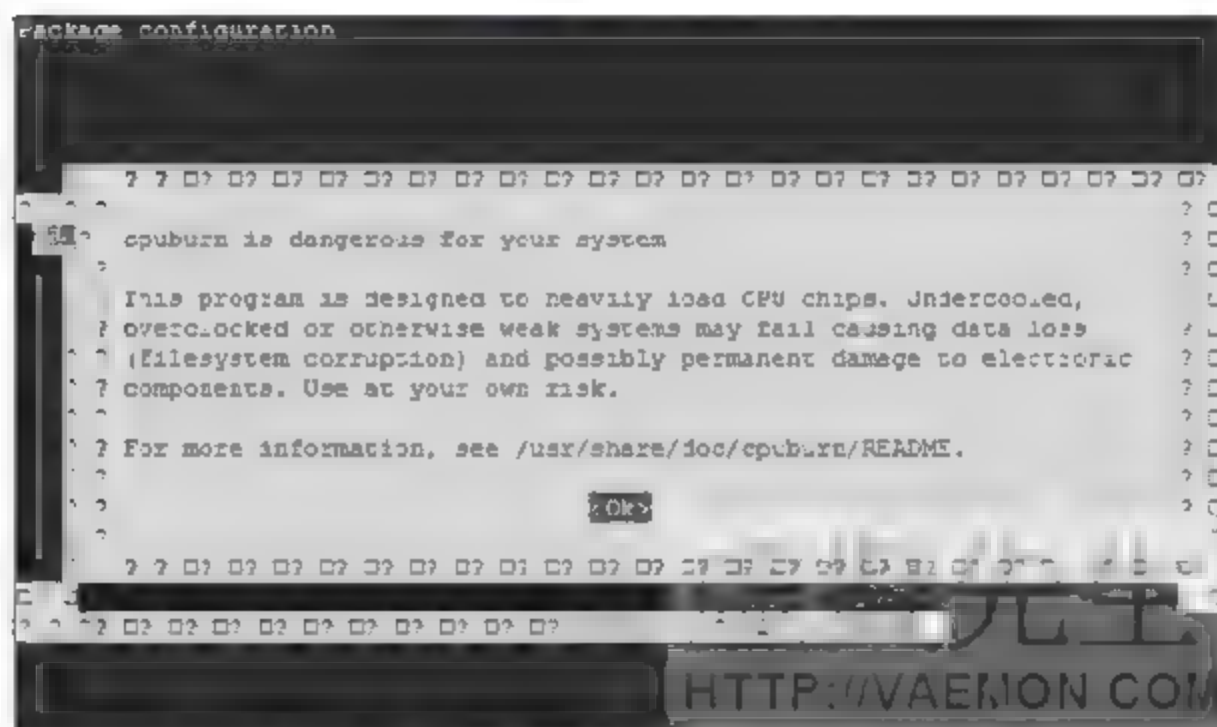 Package configuration
cpuburn is dangerous for your system
This program is designed to heavily load CPU chips. Undercooled,
overclocked or otherwise weak systems may fail causing data loss
(filesystem corruption) and possibly permanent damage to electronic
components. Use at your own risk.
For more information, see /usr/share/doc/cpuburn/README.
<Ok>
HTTP://VAEMON COM